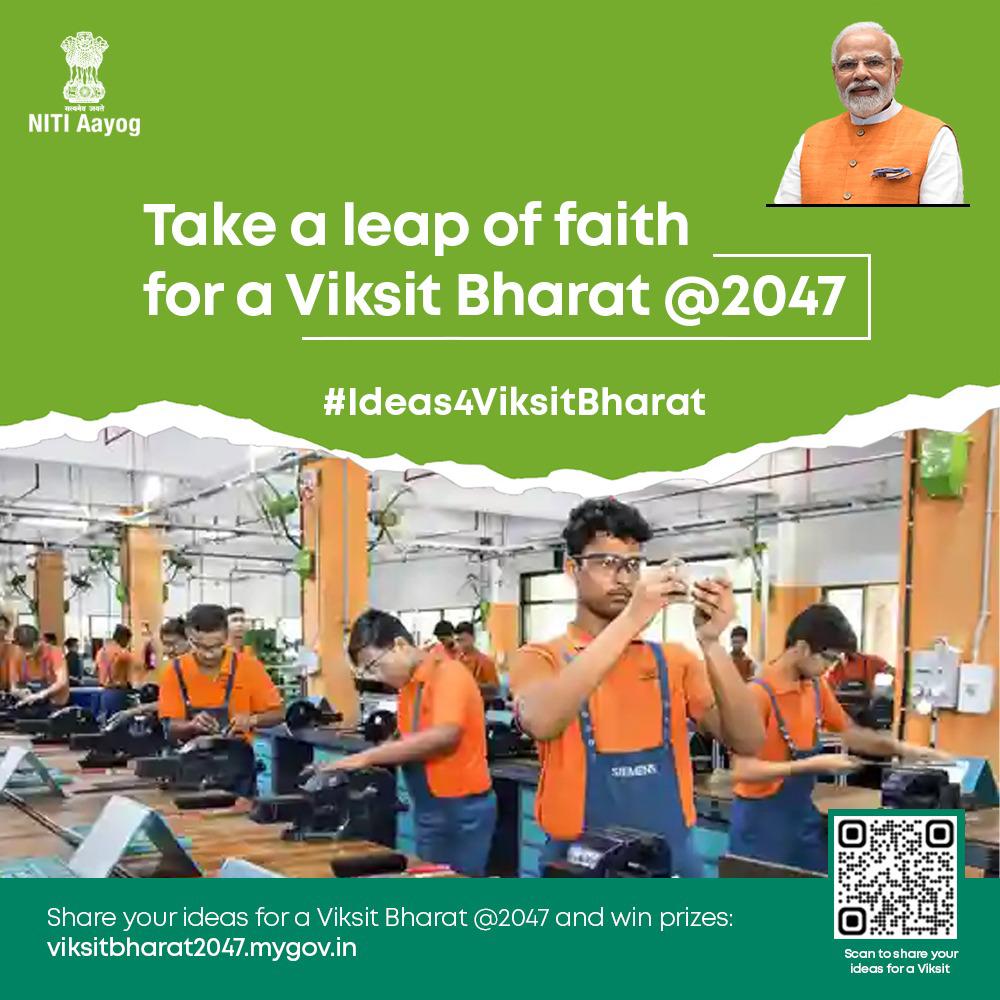 सत्यमेव जयते
NITI Aayog
Take a leap of faith
for a Viksit Bharat @2047
#Ideas4ViksitBharat
SIEMENS
Share your ideas for a Viksit Bharat @2047 and win prizes:
viksitbharat2047.mygov.in
Scan to share your
ideas for a Viksit